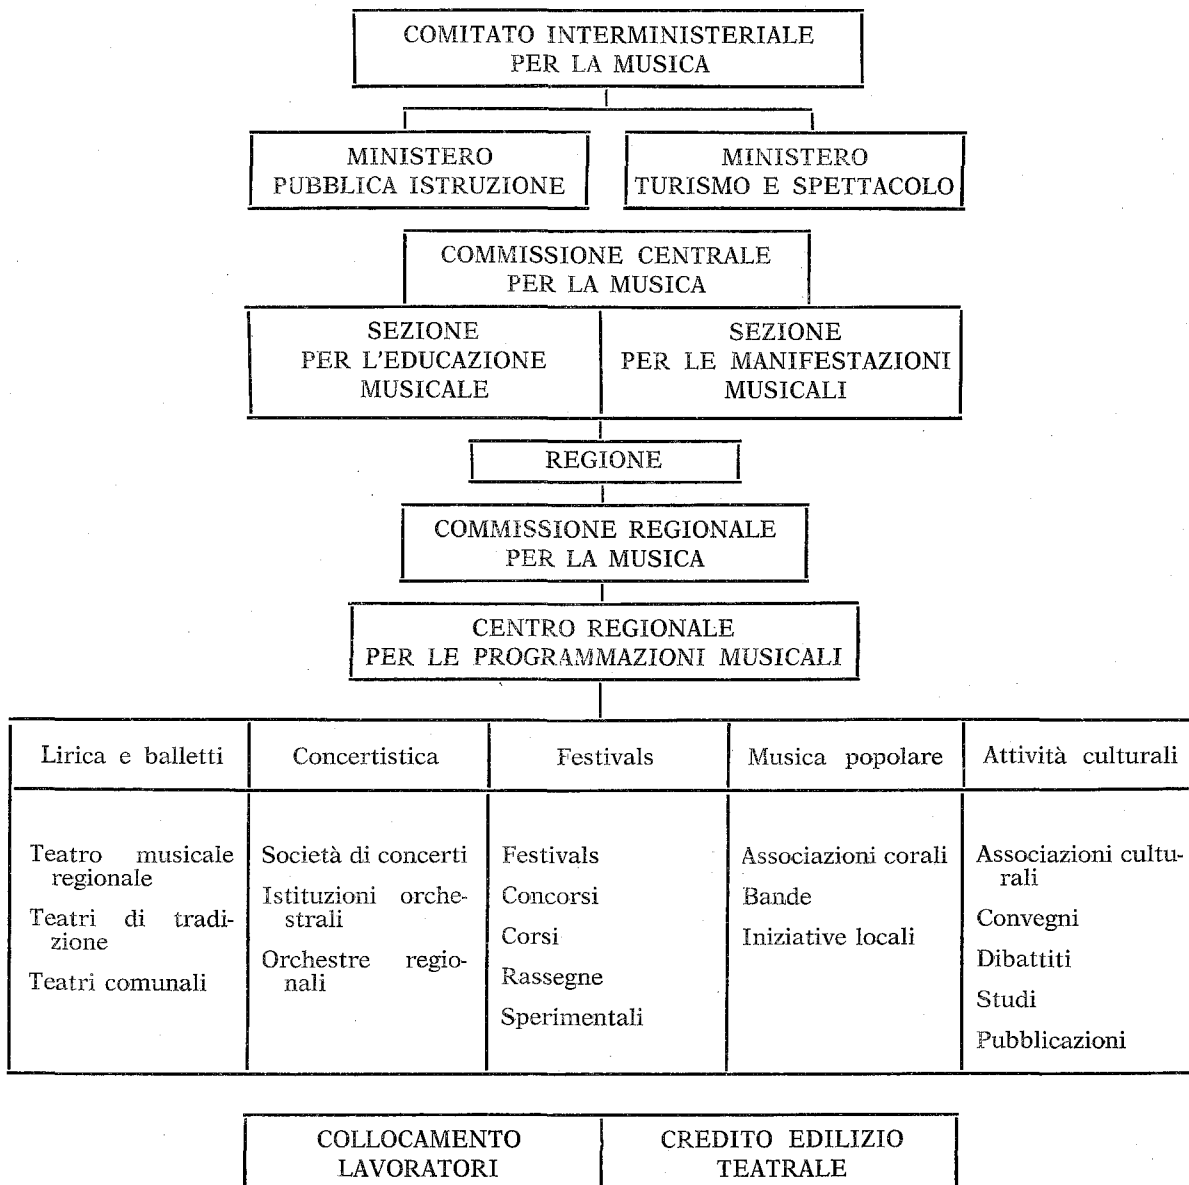 COMITATO INTERMINISTERIALE
PER LA MUSICA
MINISTERO
PUBBLICA ISTRUZIONE
MINISTERO
TURISMO E SPETTACOLO
COMMISSIONE CENTRALE
PER LA MUSICA
SEZIONE
PER L'EDUCAZIONE
MUSICALE
SEZIONE
PER LE MANIFESTAZIONI
MUSICALI
REGIONE
COMMISSIONE REGIONALE
PER LA MUSICA
CENTRO REGIONALE
PER LE PROGRAMMAZIONI MUSICALI
Lirica e balletti
Concertistica
Festivals
Musica popolare
Attività culturali
Teatro musicale
regionale
Teatri di tradi-
zione
Teatri comunali
Società di concerti
Istituzioni orche-
strali
Orchestre regio-
nali
Festivals
Concorsi
Corsi
Rassegne
Sperimentali
Associazioni corali
Bande
Iniziative locali
Associazioni cultu-
rali
Convegni
Dibattiti
Studi
Pubblicazioni
COLLOCAMENTO
LAVORATORI
CREDITO EDILIZIO
TEATRALE